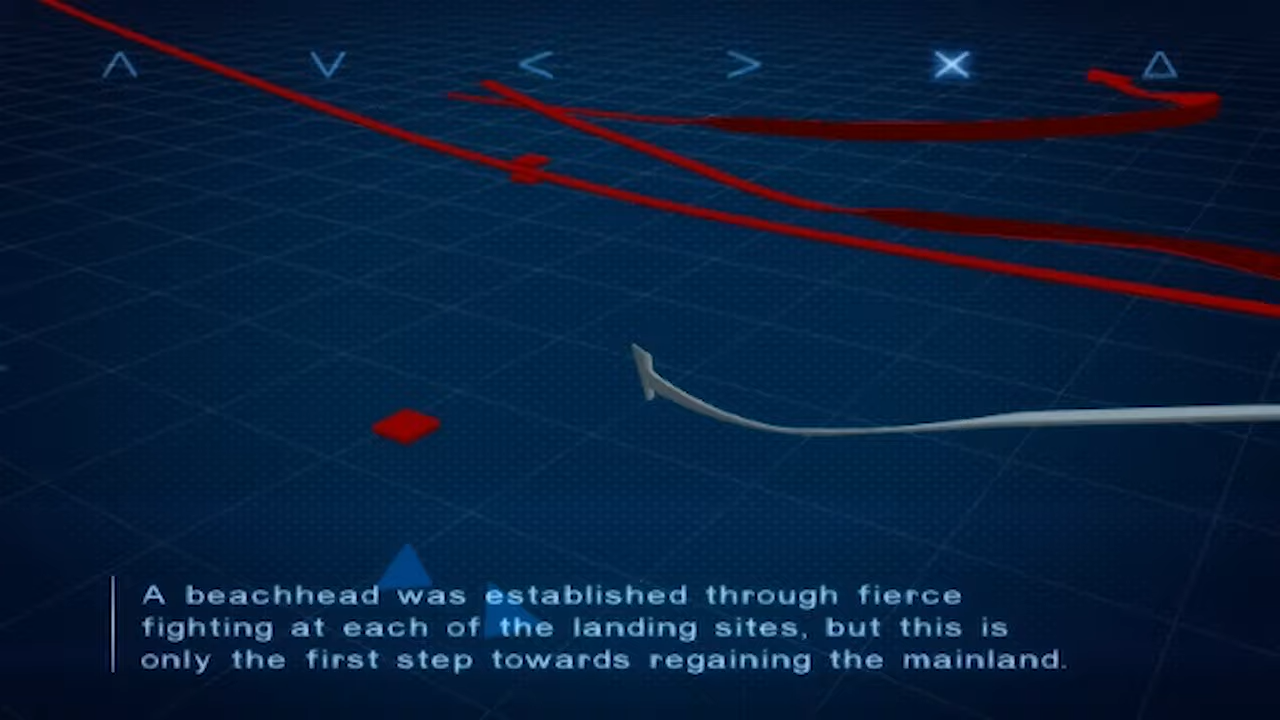 A beachhead was established through fierce
fighting at each of the landing sites, but this is
only the first step towards regaining the mainland.